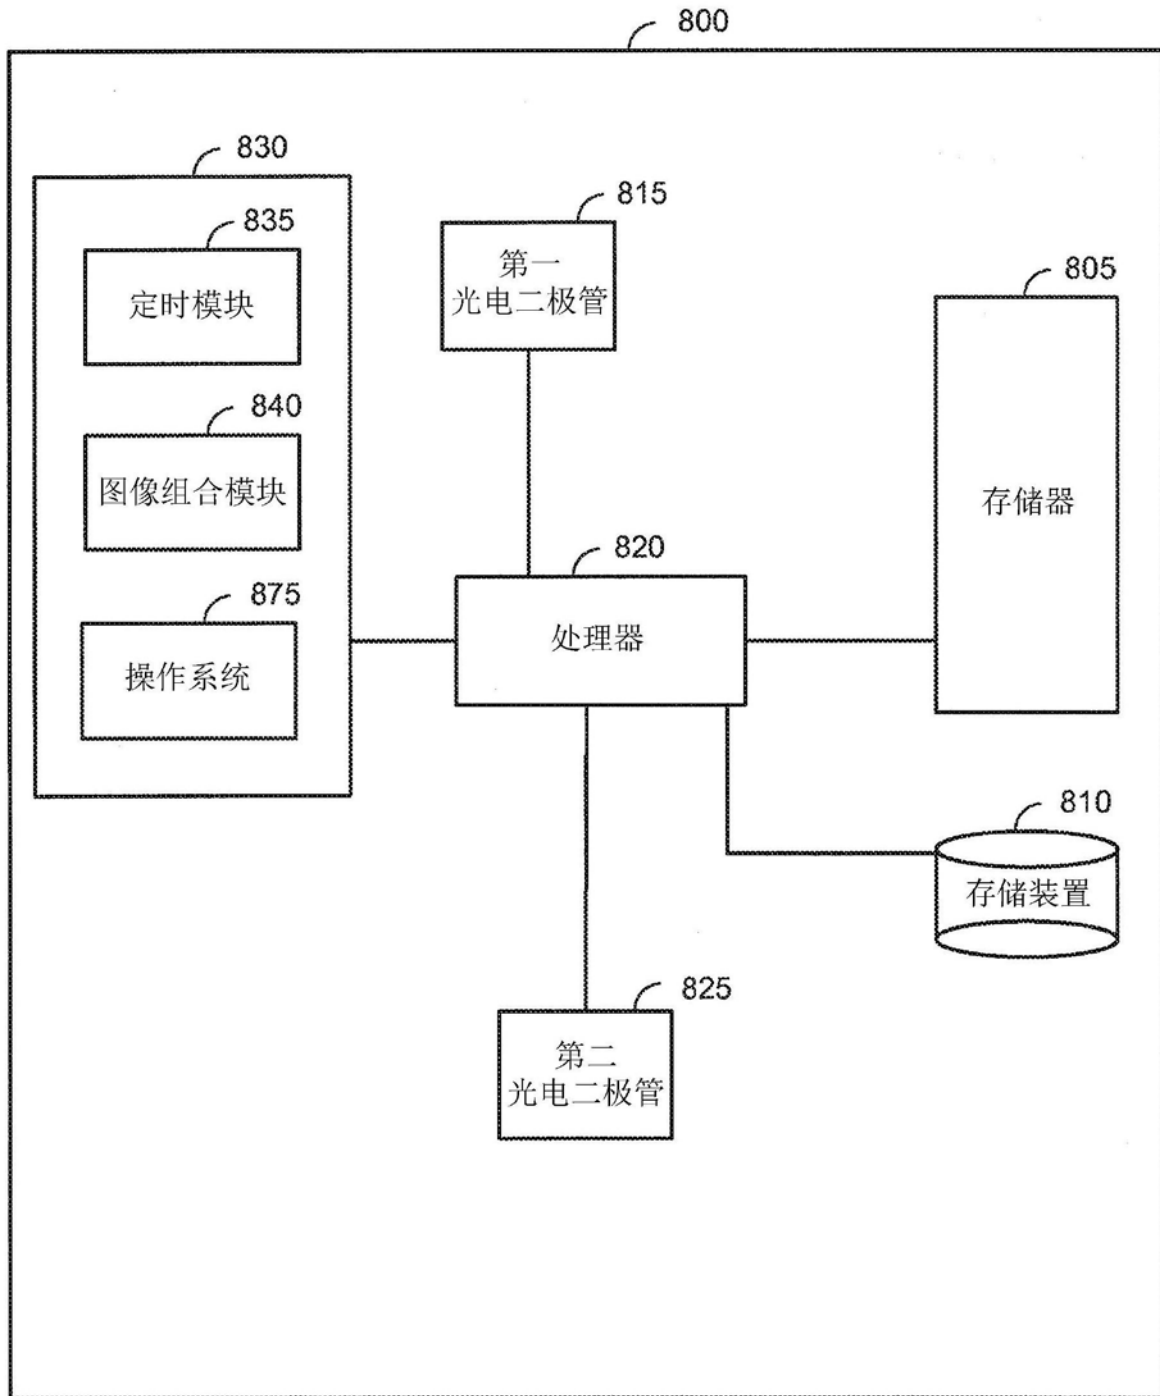 800
830
835
定时模块
840
图像组合模块
875
操作系统
815
第一
光电二极管
805
存储器
820
处理器
810
存储装置
825
第二
光电二极管